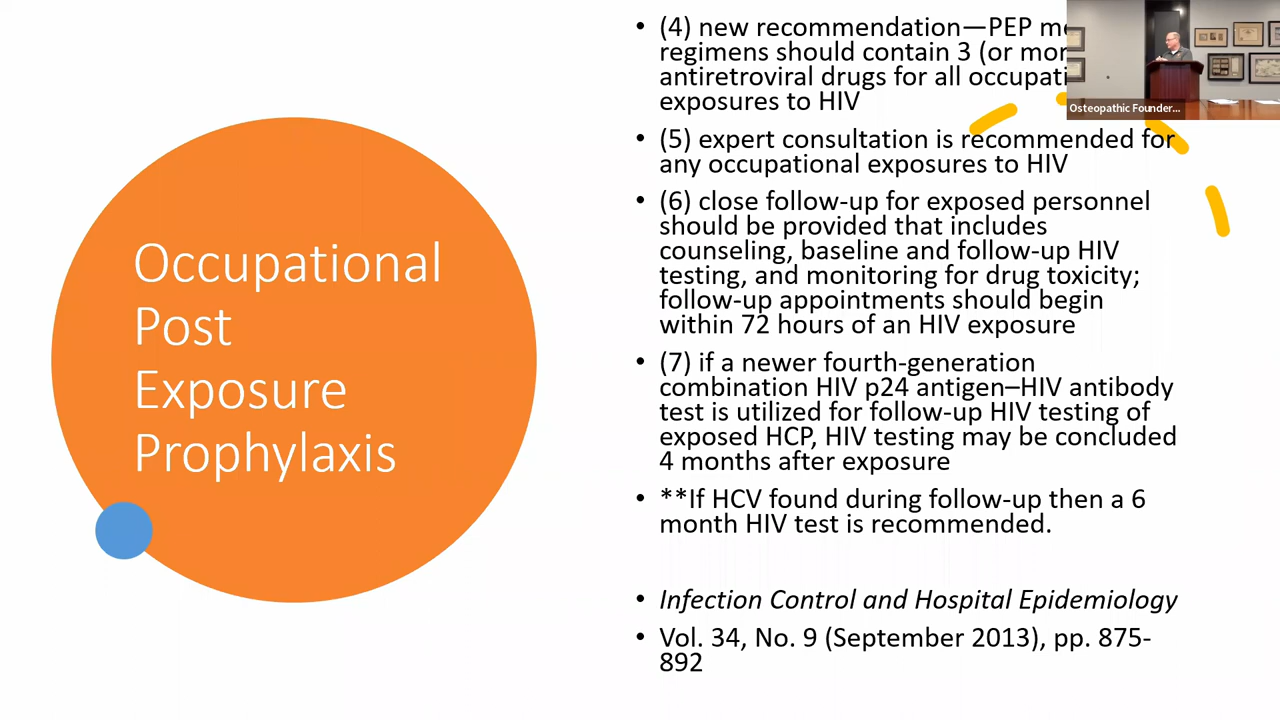 Occupational
Post
Exposure
Prophylaxis
• (4) new recommendation—PEP
regimens should contain 3 (or
antiretroviral drugs for all
exposures to HIV
• (5) expert consultation is recommended for
any occupational exposures to HIV
• (6) close follow-up for exposed personnel
should be provided that includes
counseling, baseline and follow-up HIV
testing, and monitoring for drug toxicity;
follow-up appointments should begin
within 72 hours of an HIV exposure
• (7) if a newer fourth-generation
combination HIV p24 antigen–HIV antibody
test is utilized for follow-up HIV testing of
exposed HCP, HIV testing may be concluded
4 months after exposure
• **If HCV found during follow-up then a 6
month HIV test is recommended.
• Infection Control and Hospital Epidemiology
• Vol. 34, No. 9 (September 2013), pp. 875-
892
Osteopathic Founder...